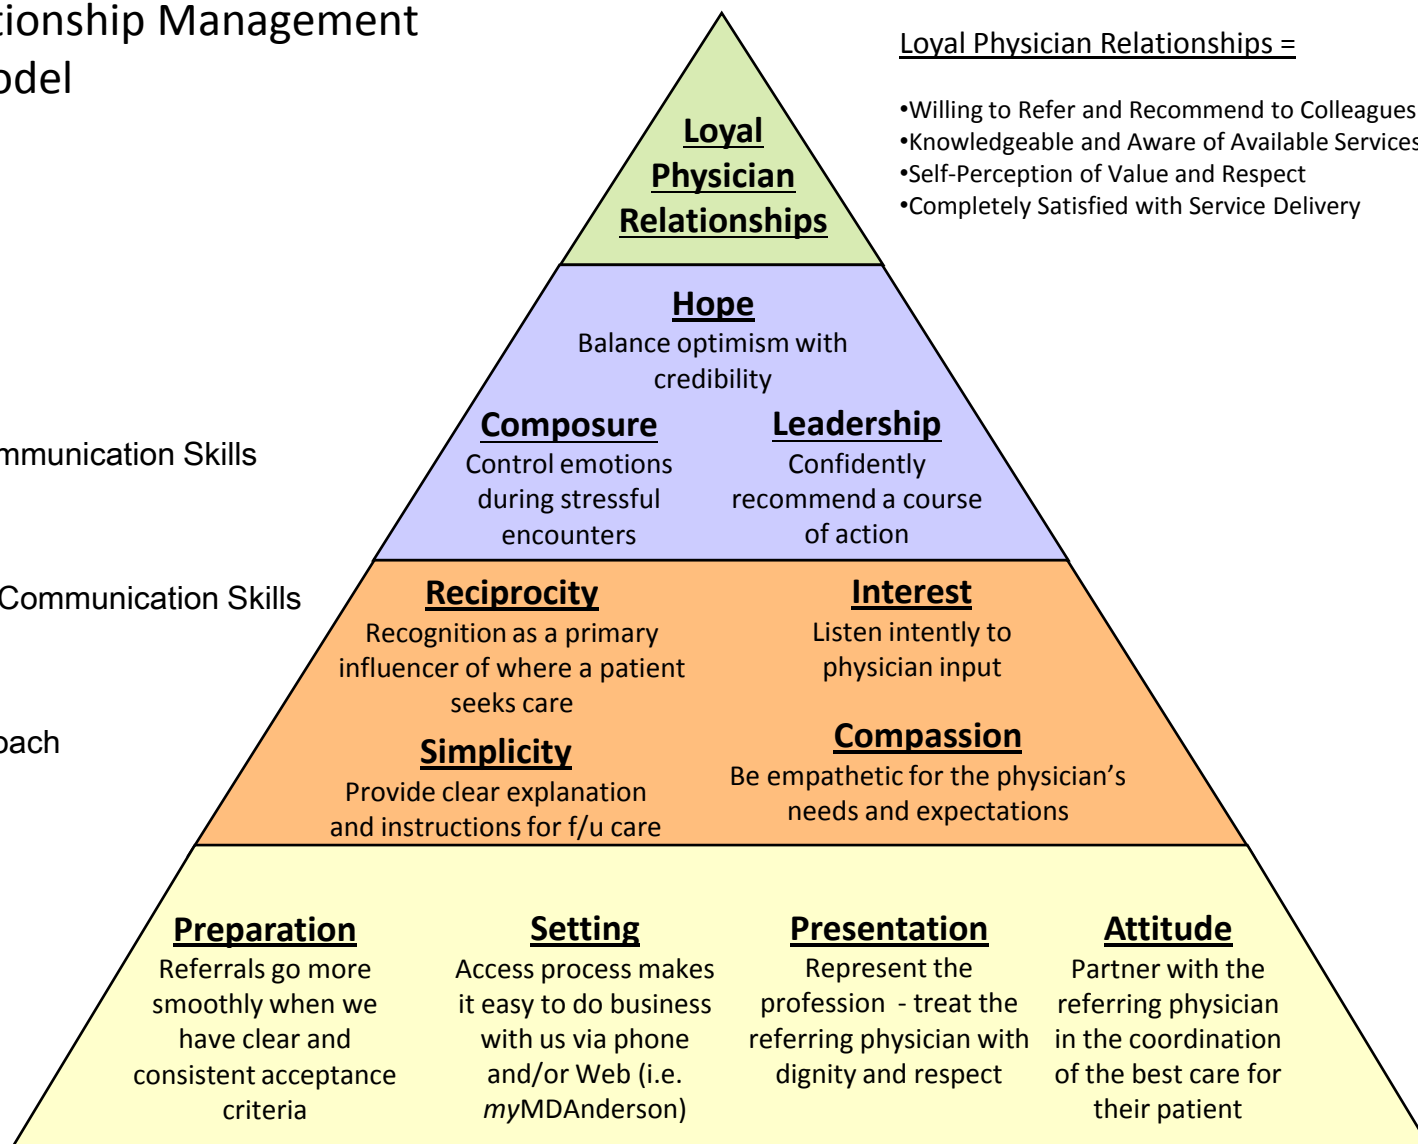 tionship Management
odel
Loyal Physician Relationships =
•Willing to Refer and Recommend to Colleagues
•Knowledgeable and Aware of Available Services
•Self-Perception of Value and Respect
•Completely Satisfied with Service Delivery
Loyal
Physician
Relationships
Hope
Balance optimism with
credibility
mmunication Skills
Composure
Control emotions
during stressful
encounters
Leadership
Confidently
recommend a course
of action
Communication Skills
Reciprocity
Recognition as a primary
influencer of where a patient
seeks care
Interest
Listen intently to
physician input
oach
Simplicity
Provide clear explanation
and instructions for f/u care
Compassion
Be empathetic for the physician’s
needs and expectations
Preparation
Referrals go more
smoothly when we
have clear and
consistent acceptance
criteria
Setting
Access process makes
it easy to do business
with us via phone
and/or Web (i.e.
myMDAnderson)
Presentation
Represent the
profession - treat the
referring physician with
dignity and respect
Attitude
Partner with the
referring physician
in the coordination
of the best care for
their patient